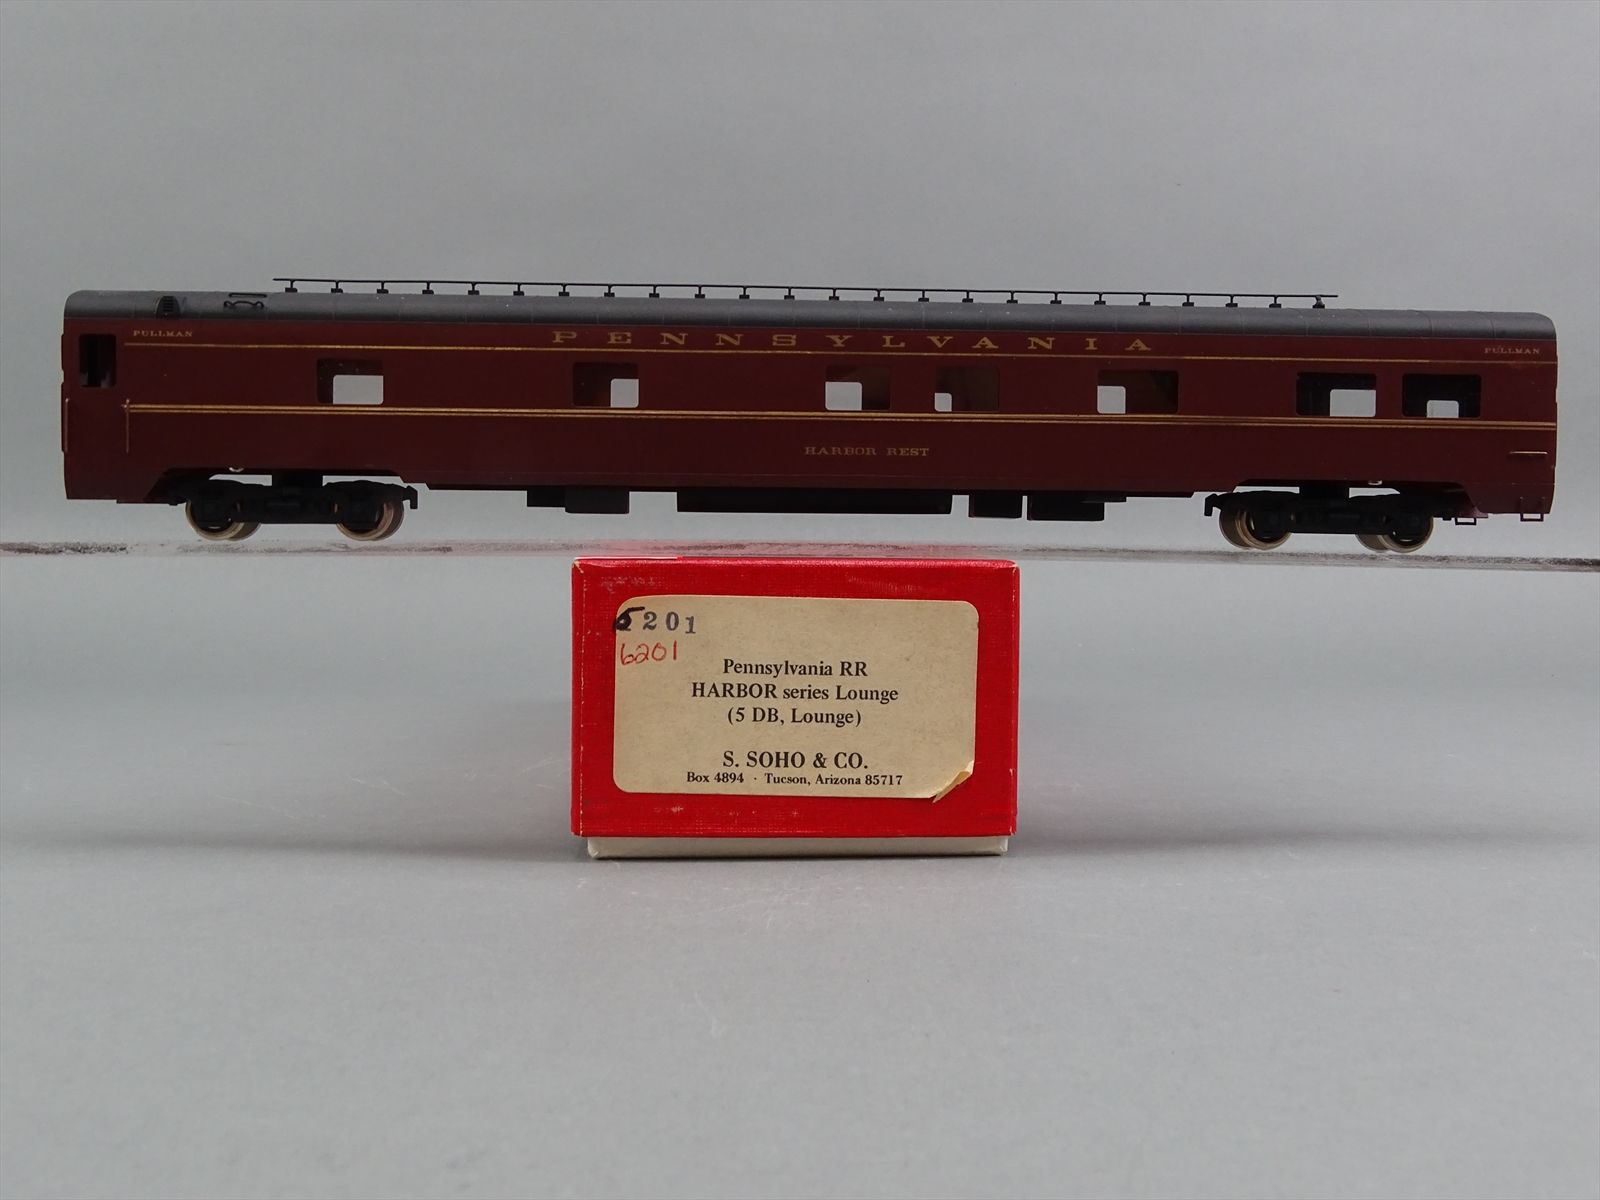 PULLMAN
PENNSYLVANIA
PULLMAN
HARBOR REST
5201
6201
Pennsylvania RR
HARBOR series Lounge
(5 DB, Lounge)
S. SOHO & CO.
Box 4894 · Tucson, Arizona 85717